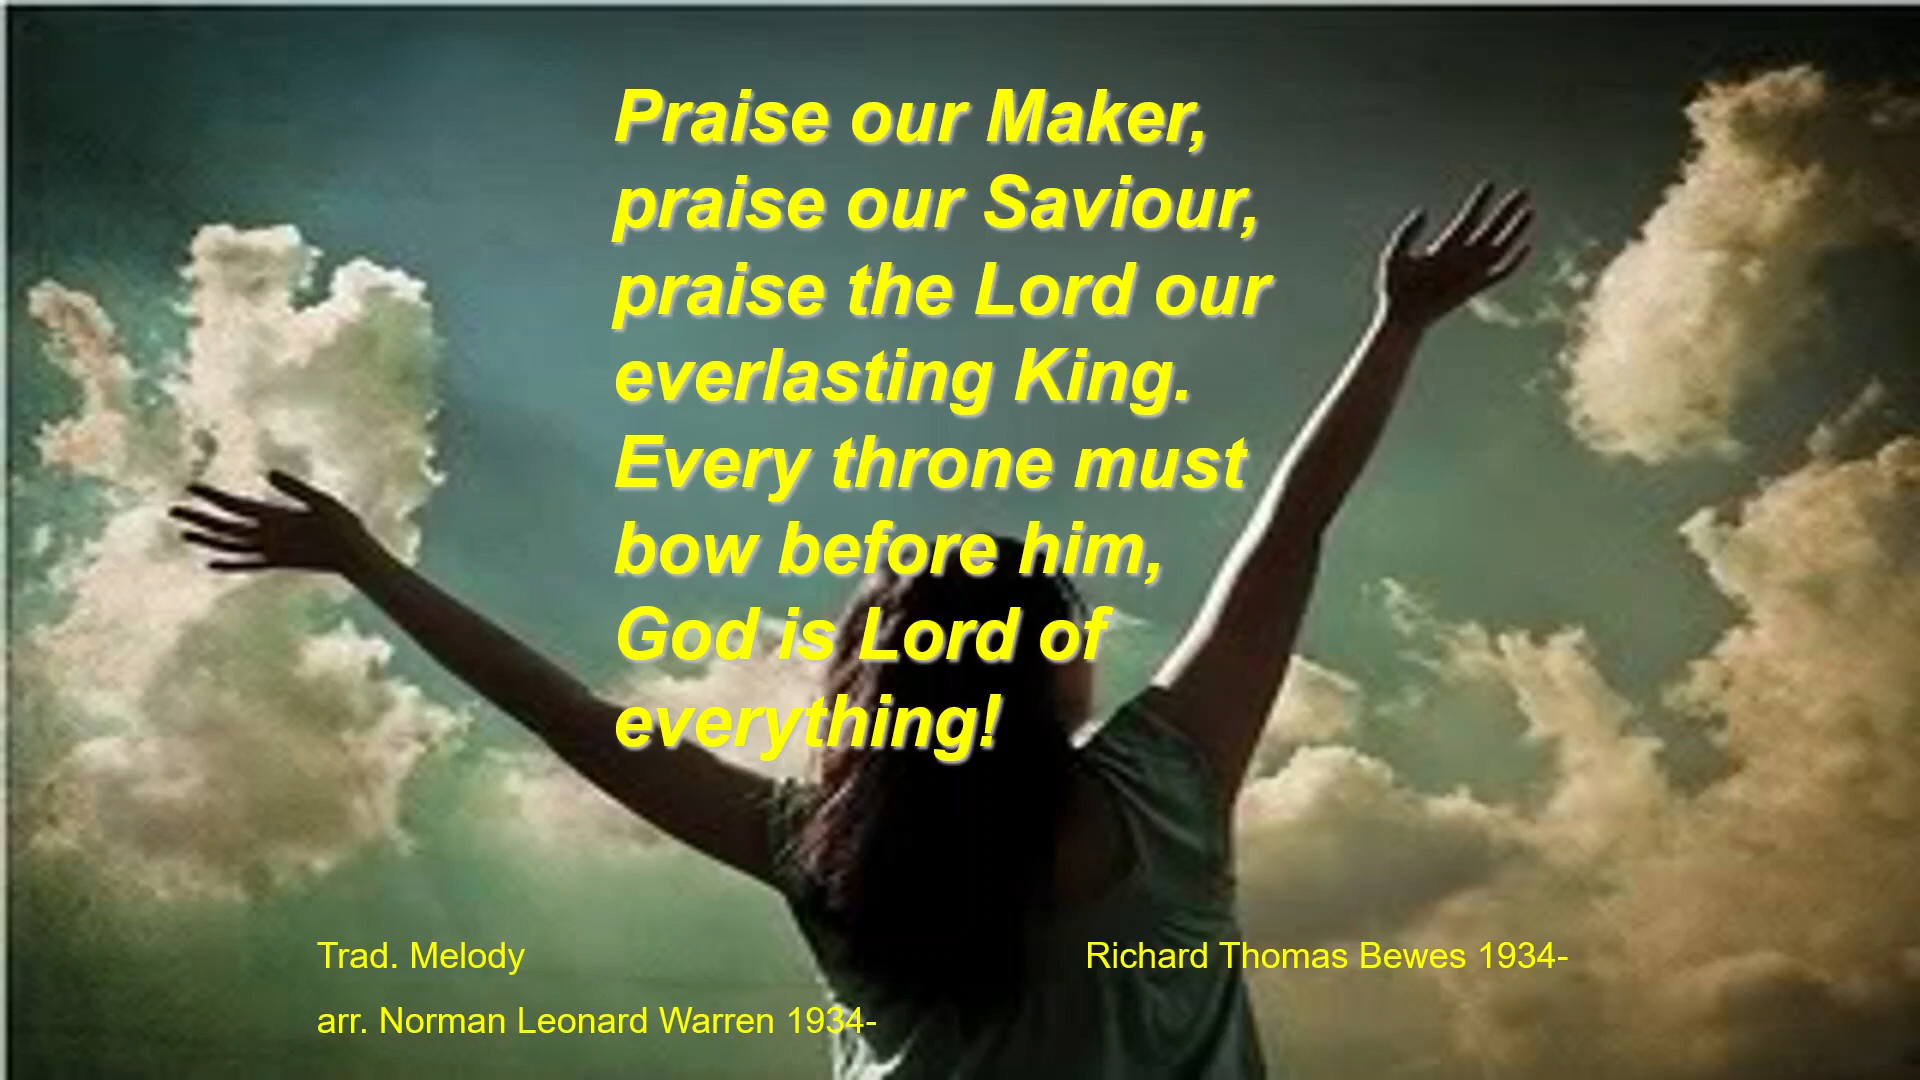 Praise our Maker,
praise our Saviour,
praise the Lord our
everlasting King.
Every throne must
bow before him,
God is Lord of
everything!
Trad. Melody
arr. Norman Leonard Warren 1934-
Richard Thomas Bewes 1934-